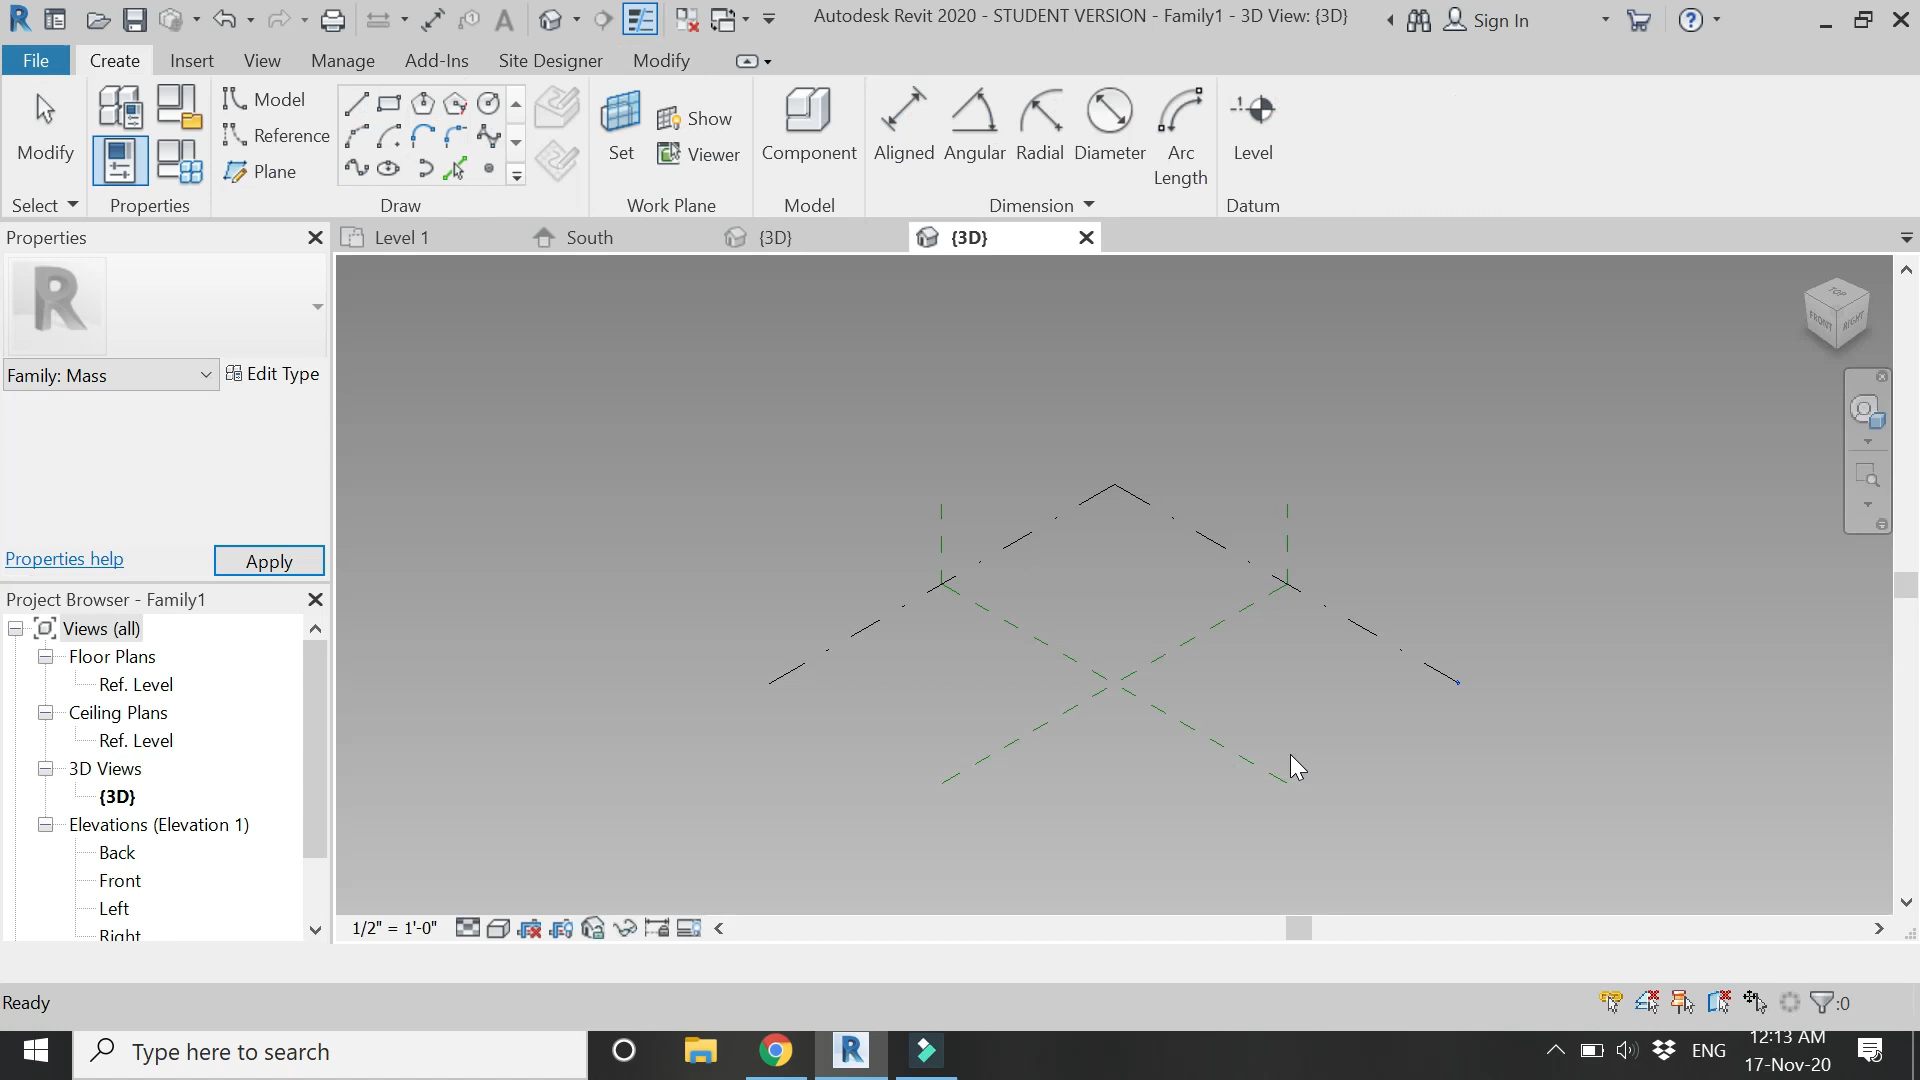 Autodesk Revit 2020 - STUDENT VERSION - Family1 - 3D View: {3D}
Sign In
File
Create
Insert
View
Manage
Add-Ins
Site Designer
Modify
Modify
Model
Reference
Plane
Set
Show
Viewer
Component
Aligned
Angular
Radial
Diameter
Arc
Length
Level
Select
Properties
Draw
Work Plane
Model
Dimension
Datum
Properties
Level 1
South
{3D}
{3D}
R
Family: Mass
Edit Type
Properties help
Apply
TOP
FRONT
RIGHT
Project Browser - Family1
Views (all)
Floor Plans
Ref. Level
Ceiling Plans
Ref. Level
3D Views
{3D}
Elevations (Elevation 1)
Back
Front
Left
Right
1/2" = 1'-0"
Ready
:0
Type here to search
ENG
12:13 AM
17-Nov-20